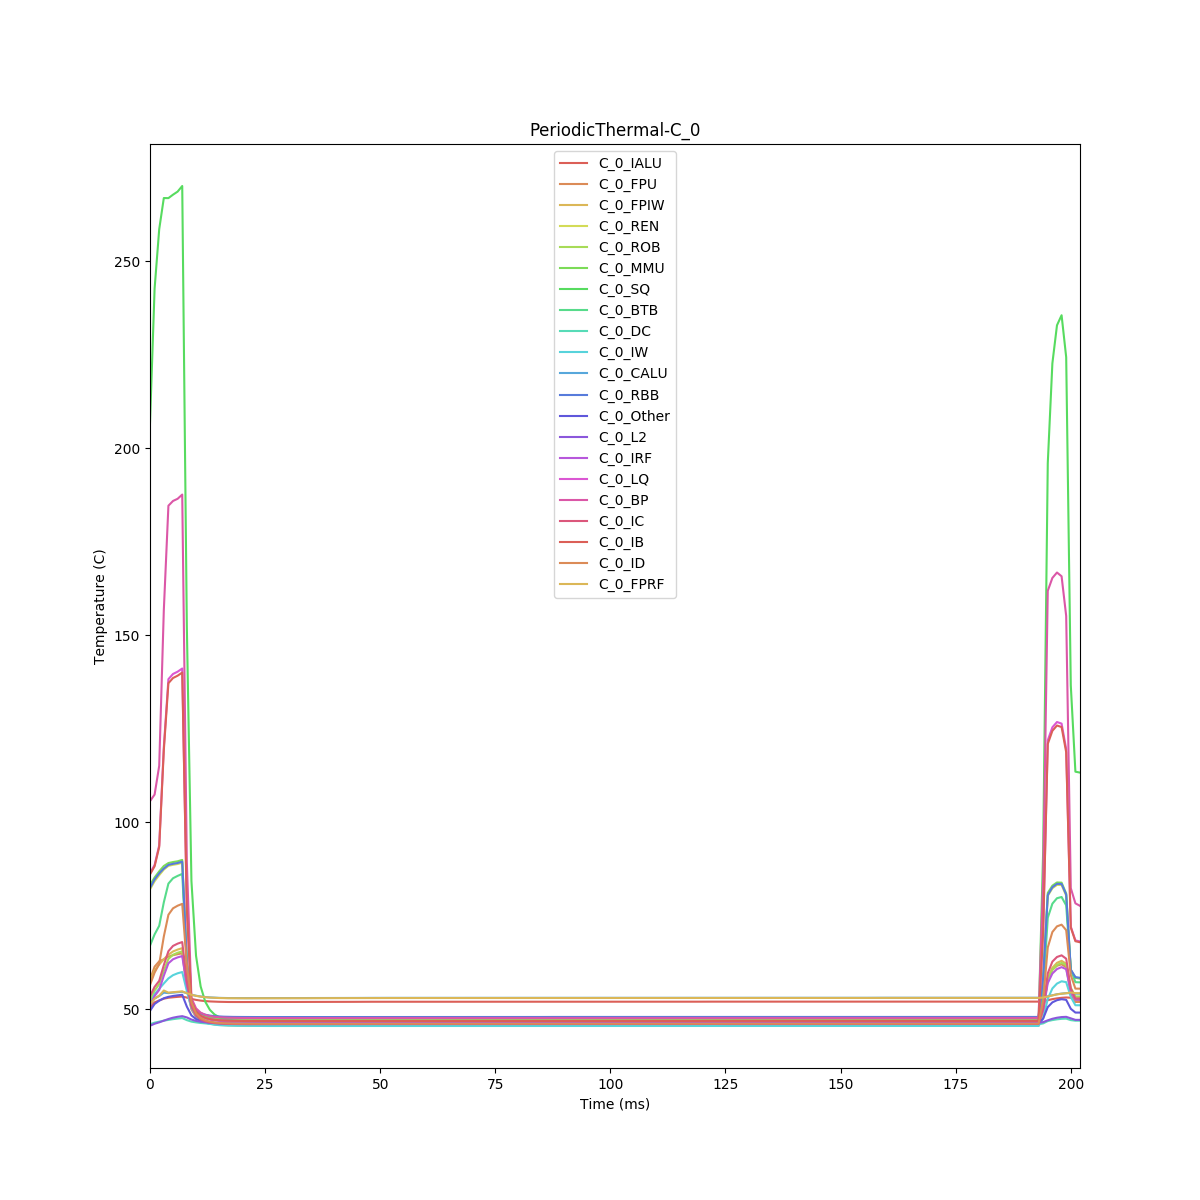 PeriodicThermal-C_0
C_0_IALU
C_0_FPU
C_0_FPIW
C_0_REN
C_0_ROB
C_0_MMU
C_0_SQ
C_0_BTB
C_0_DC
C_0_IW
C_0_CALU
C_0_RBB
C_0_Other
C_0_L2
C_0_IRF
C_0_LQ
C_0_BP
C_0_IC
C_0_IB
C_0_ID
C_0_FPRF
250
200
150
100
50
Temperature (C)
0 25 50 75 100 125 150 175 200
Time (ms)